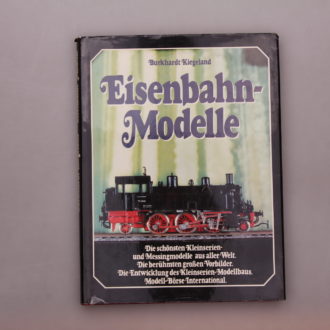 Burkhardt Kiegeland
Eisenbahn-
Modelle
Die schönsten Kleinserien-
und Messingmodelle aus aller Welt.
Die berühmten großen Vorbilder.
Die Entwicklung des Kleinserien-Modellbaus.
Modell-Börse International.